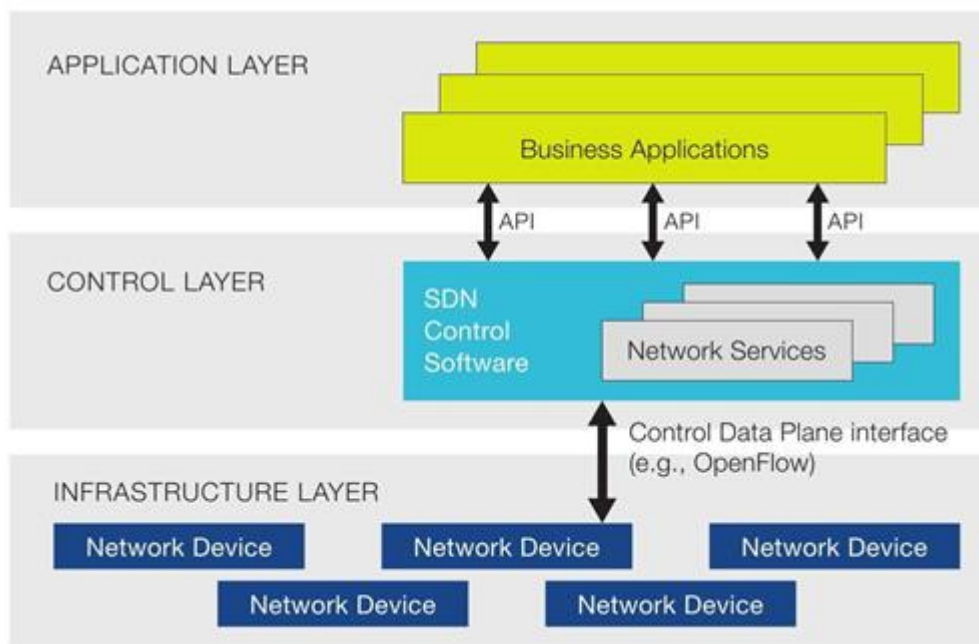 APPLICATION LAYER
Business Applications
API
API
API
CONTROL LAYER
SDN
Control
Software
Network Services
Control Data Plane interface
(e.g., OpenFlow)
INFRASTRUCTURE LAYER
Network Device
Network Device
Network Device
Network Device
Network Device